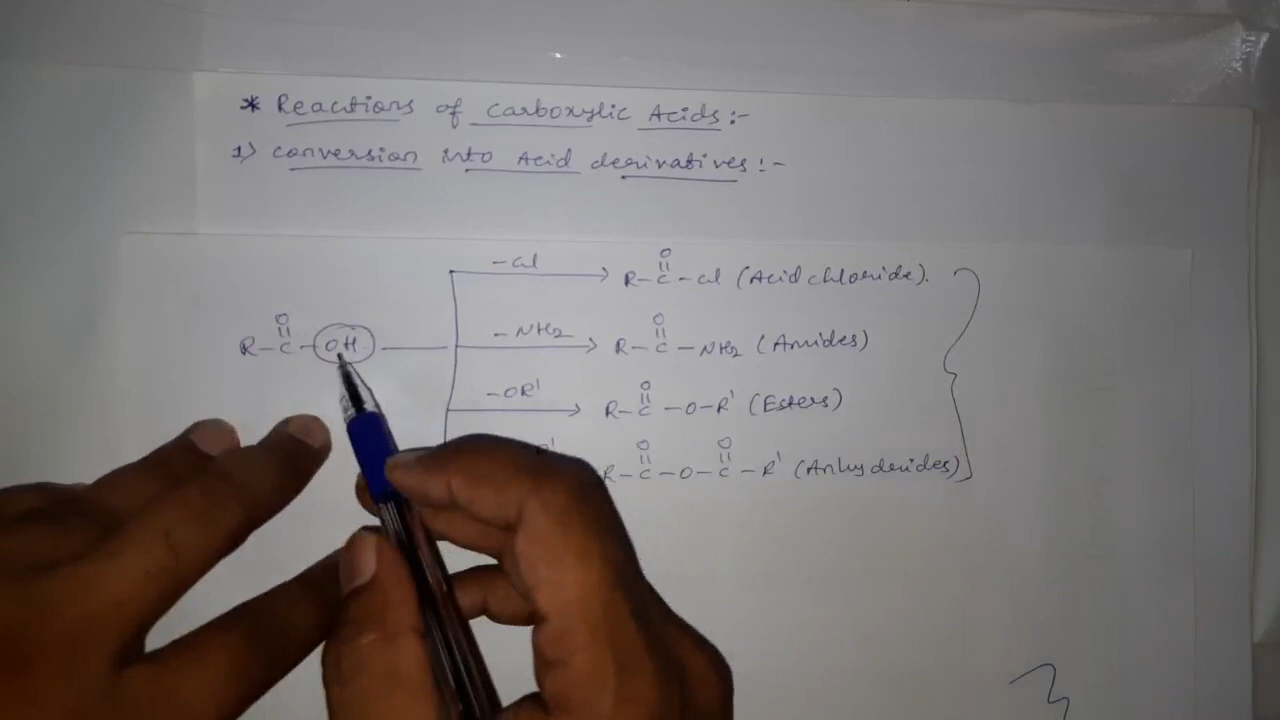 * Reactions of Carboxylic Acids:-
1) Conversion into Acid derivatives:-
-Cl
O
R-C-Cl (Acid chloride).
O
R-C-OH
-NH2
O
R-C-NH2 (Amides)
-OR'
O
R-C-O-R' (Esters)
O O
R-C-O-C-R' (Anhyderides)